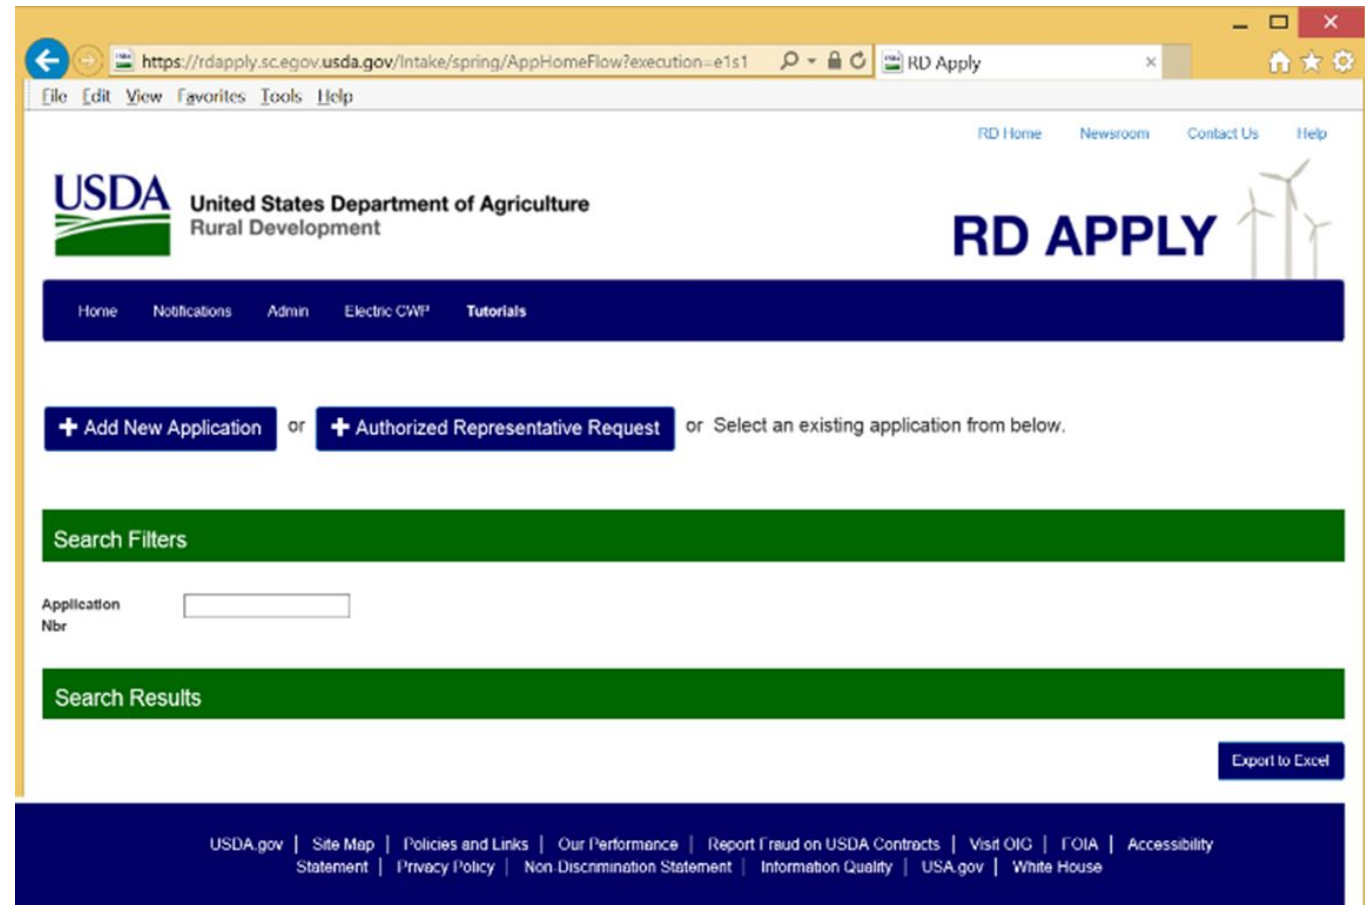 https://rdapply.sc.egov.usda.gov/Intake/spring/AppHomeFlow?execution=e1s1 RD Apply
File Edit View Favorites Tools Help
RD Home Newsroom Contact Us Help
USDA
United States Department of Agriculture
Rural Development
RD APPLY
Home Notifications Admin Electric CWP Tutorials
Add New Application or Authorized Representative Request or Select an existing application from below.
Search Filters
Application
Nbr
Search Results
Export to Excel
USDA.gov | Site Map | Policies and Links | Our Performance | Report Fraud on USDA Contracts | Visit OIG | FOIA | Accessibility
Statement | Privacy Policy | Non-Discrimination Statement | Information Quality | USA.gov | White House